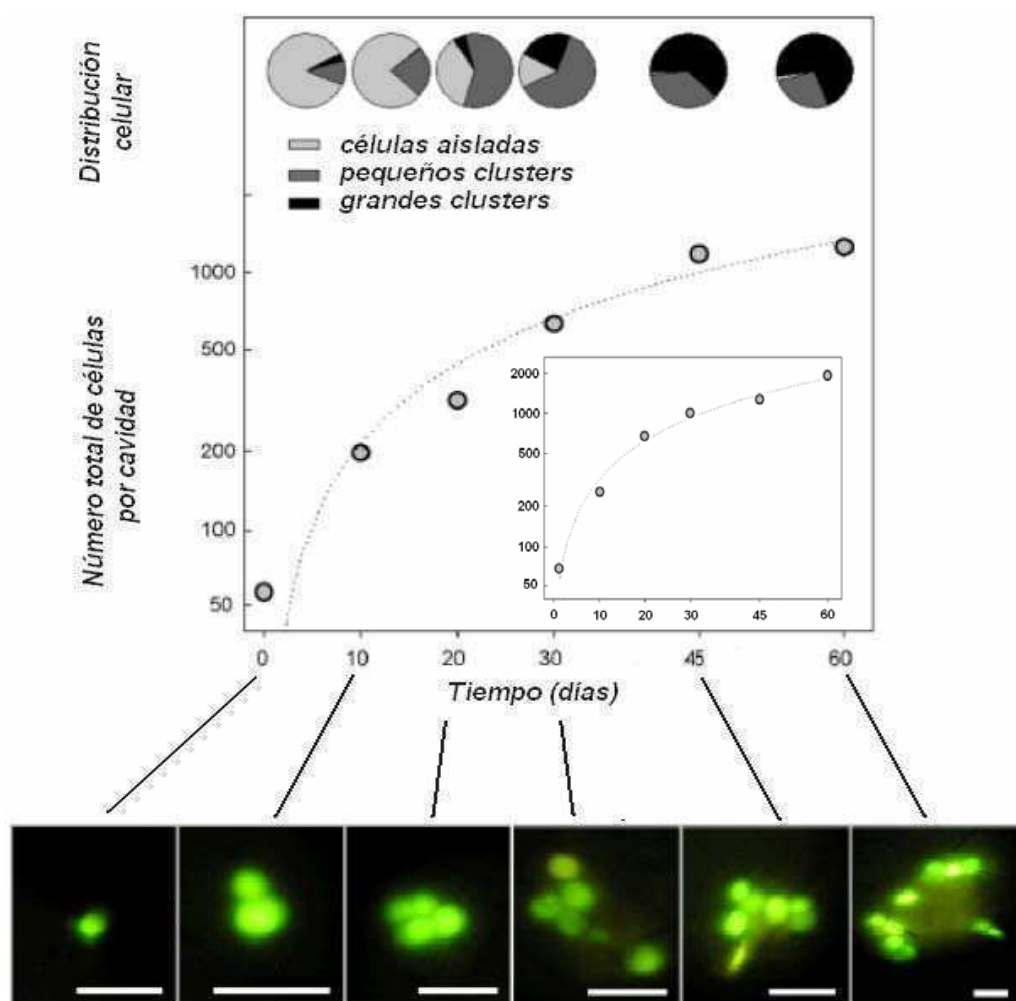 Distribución
celular
células aisladas
pequeños clusters
grandes clusters
Número total de células
por cavidad
1000
500
200
100
50
2000
1000
500
200
100
50
0 10 20 30 45 60
0 10 20 30 45 60
Tiempo (días)